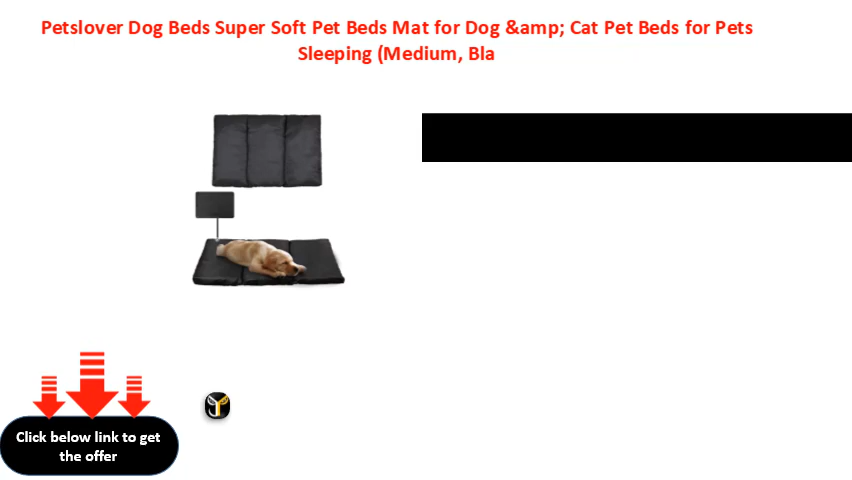 Petslover Dog Beds Super Soft Pet Beds Mat for Dog &amp; Cat Pet Beds for Pets
Sleeping (Medium, Bla
Click below link to get
the offer